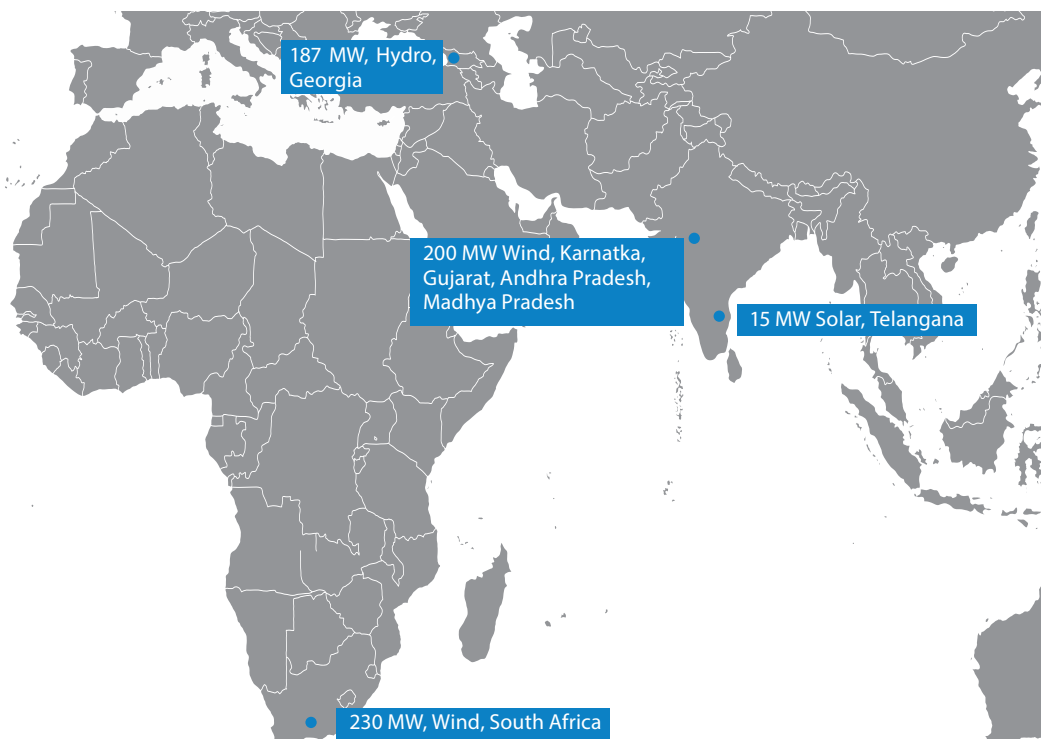 187 MW, Hydro,
Georgia
200 MW Wind, Karnatka,
Gujarat, Andhra Pradesh,
Madhya Pradesh
15 MW Solar, Telangana
230 MW, Wind, South Africa